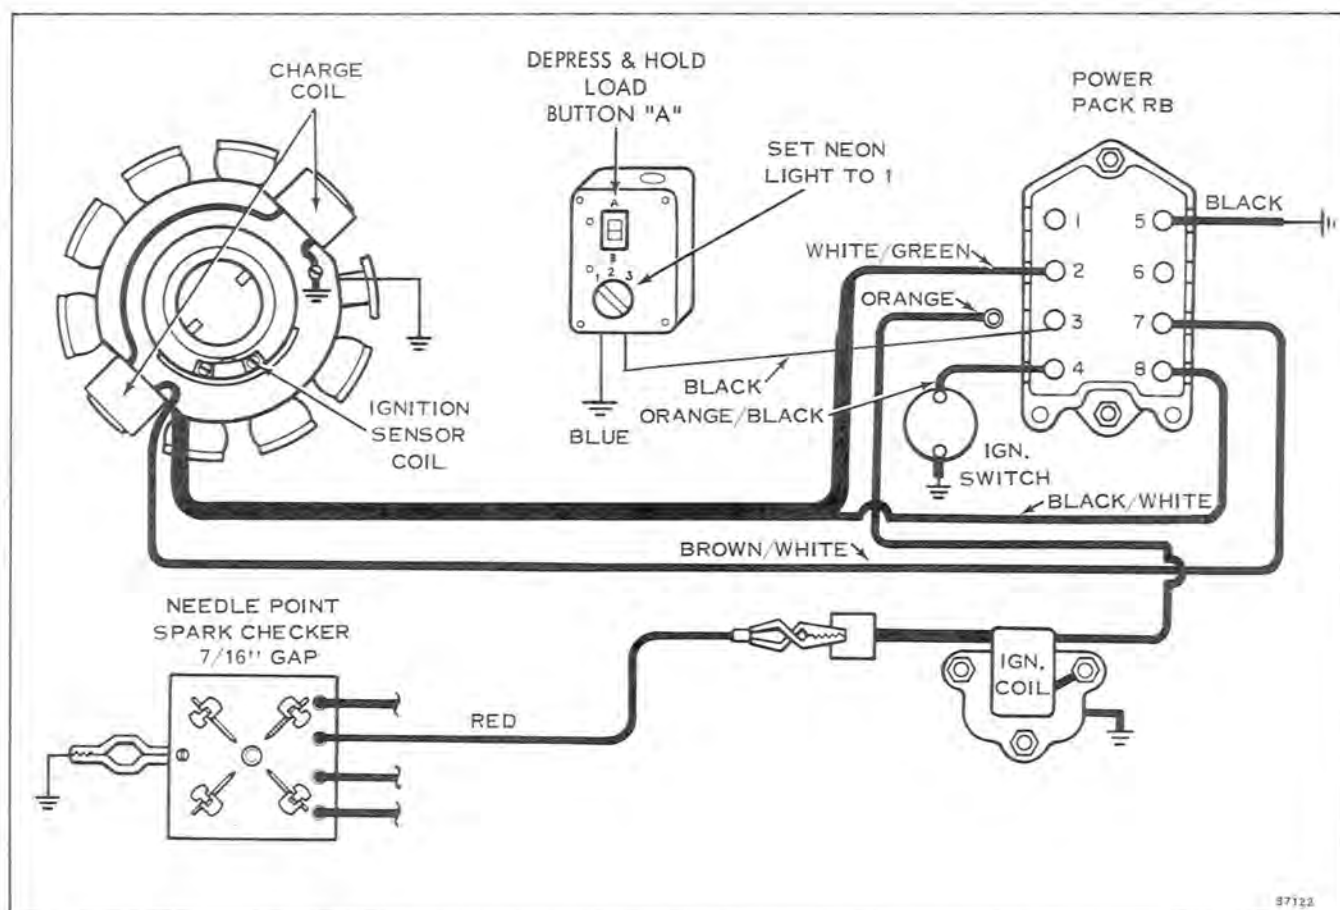 CHARGE
COIL
DEPRESS & HOLD
LOAD
BUTTON "A"
SET NEON
LIGHT TO 1
POWER
PACK RB
A
B
1 2 3
1
2
3
4
5
6
7
8
BLACK
WHITE/GREEN
ORANGE
BLACK
ORANGE/BLACK
BLUE
IGNITION
SENSOR
COIL
IGN.
SWITCH
BLACK/WHITE
BROWN/WHITE
NEEDLE POINT
SPARK CHECKER
7/16" GAP
RED
IGN.
COIL